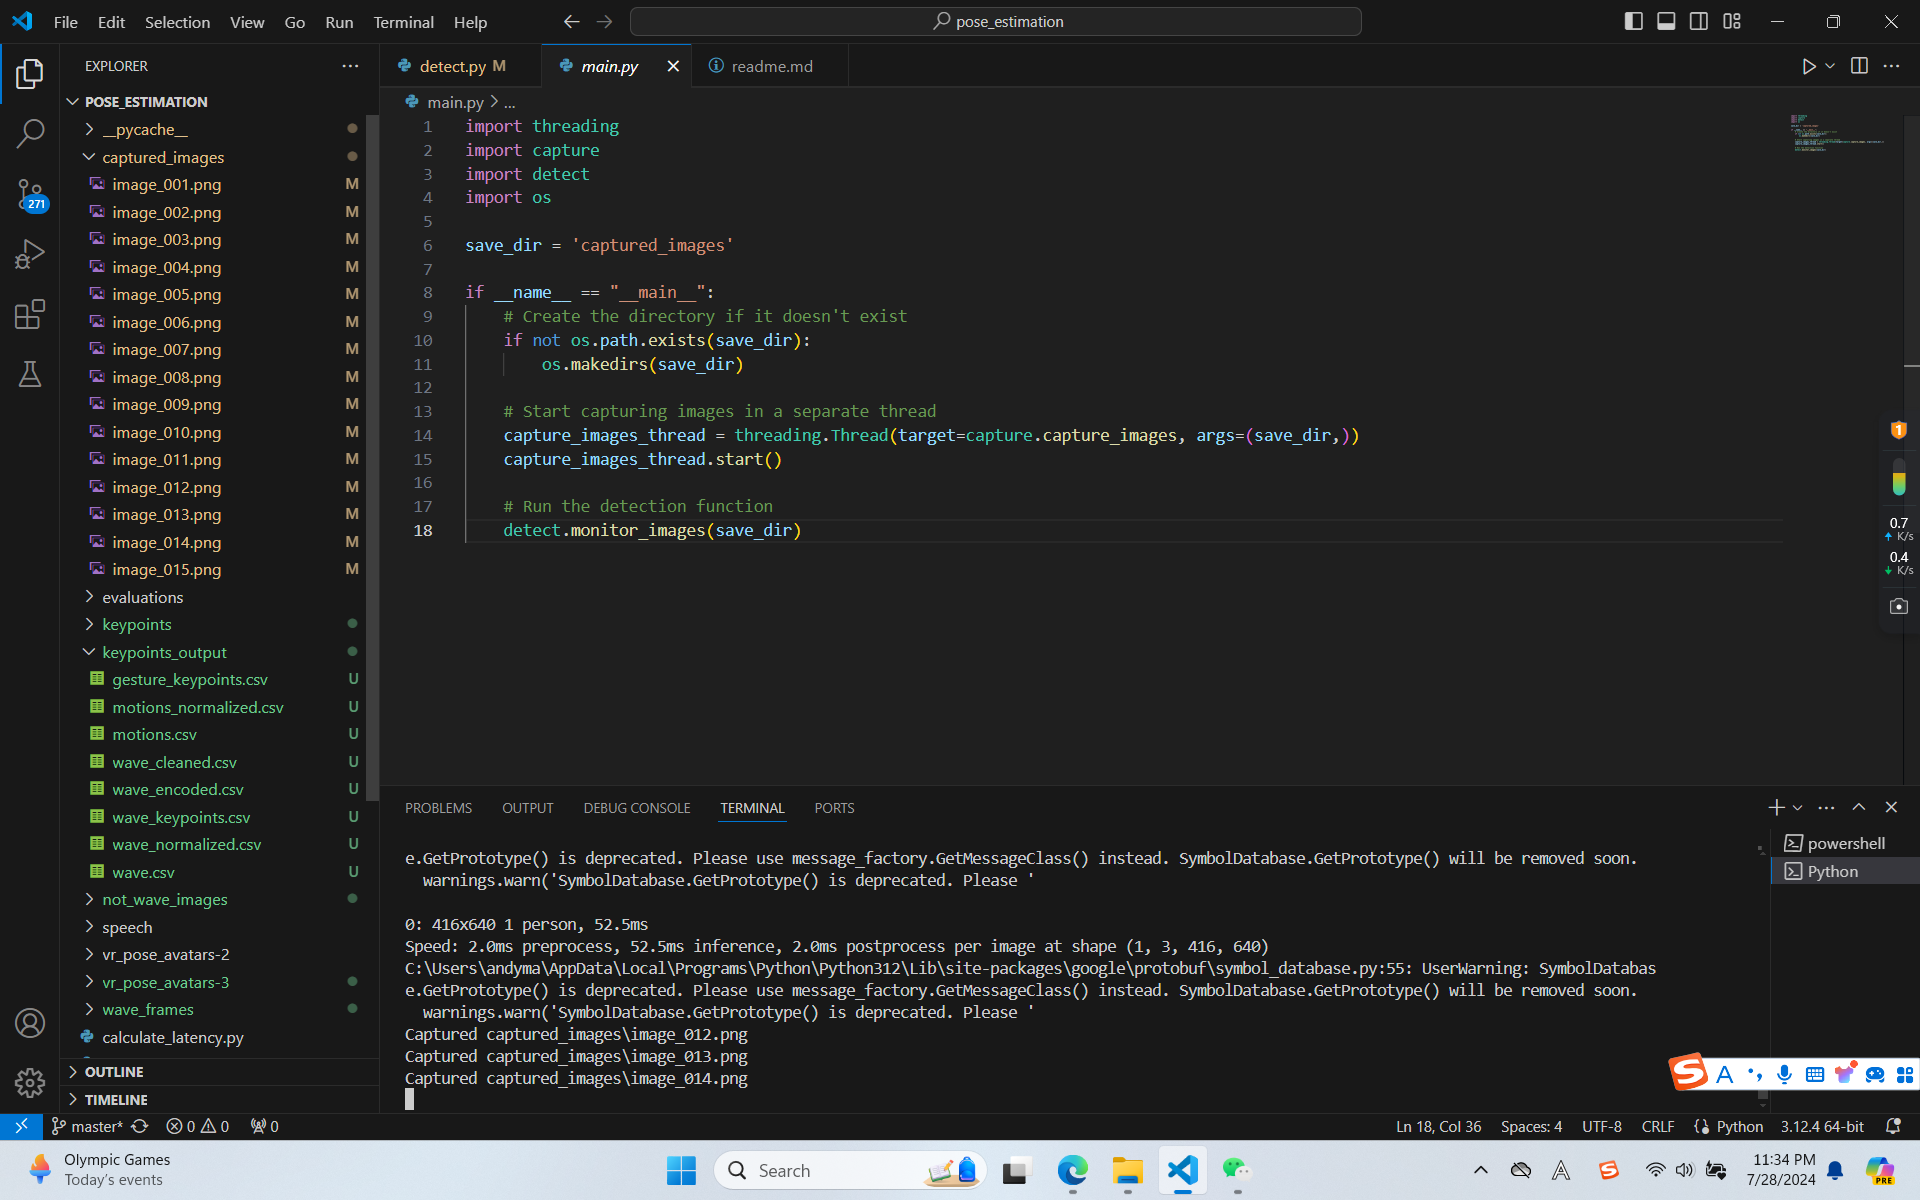 File Edit Selection View Go Run Terminal Help
pose_estimation
EXPLORER
POSE_ESTIMATION
__pycache__
captured_images
image_001.png M
image_002.png M
image_003.png M
image_004.png M
image_005.png M
image_006.png M
image_007.png M
image_008.png M
image_009.png M
image_010.png M
image_011.png M
image_012.png M
image_013.png M
image_014.png M
image_015.png M
evaluations
keypoints
keypoints_output
gesture_keypoints.csv U
motions_normalized.csv U
motions.csv U
wave_cleaned.csv U
wave_encoded.csv U
wave_keypoints.csv U
wave_normalized.csv U
wave.csv U
not_wave_images
speech
vr_pose_avatars-2
vr_pose_avatars-3
wave_frames
calculate_latency.py
OUTLINE
TIMELINE
271
detect.py M main.py readme.md
main.py > ...
1 import threading
2 import capture
3 import detect
4 import os
5
6 save_dir = 'captured_images'
7
8 if __name__ == "__main__":
9 # Create the directory if it doesn't exist
10 if not os.path.exists(save_dir):
11 os.makedirs(save_dir)
12
13 # Start capturing images in a separate thread
14 capture_images_thread = threading.Thread(target=capture.capture_images, args=(save_dir,))
15 capture_images_thread.start()
16
17 # Run the detection function
18 detect.monitor_images(save_dir)
1
0.7
K/s
0.4
K/s
PROBLEMS OUTPUT DEBUG CONSOLE TERMINAL PORTS
e.GetPrototype() is deprecated. Please use message_factory.GetMessageClass() instead. SymbolDatabase.GetPrototype() will be removed soon.
warnings.warn('SymbolDatabase.GetPrototype() is deprecated. Please '
0: 416x640 1 person, 52.5ms
Speed: 2.0ms preprocess, 52.5ms inference, 2.0ms postprocess per image at shape (1, 3, 416, 640)
C:\Users\andyma\AppData\Local\Programs\Python\Python312\Lib\site-packages\google\protobuf\symbol_database.py:55: UserWarning: SymbolDatabas
e.GetPrototype() is deprecated. Please use message_factory.GetMessageClass() instead. SymbolDatabase.GetPrototype() will be removed soon.
warnings.warn('SymbolDatabase.GetPrototype() is deprecated. Please '
Captured captured_images\image_012.png
Captured captured_images\image_013.png
Captured captured_images\image_014.png
powershell
Python
master* 0 0 0
Ln 18, Col 36 Spaces: 4 UTF-8 CRLF Python 3.12.4 64-bit
Olympic Games
Today's events
Search
11:34 PM
7/28/2024
PRE